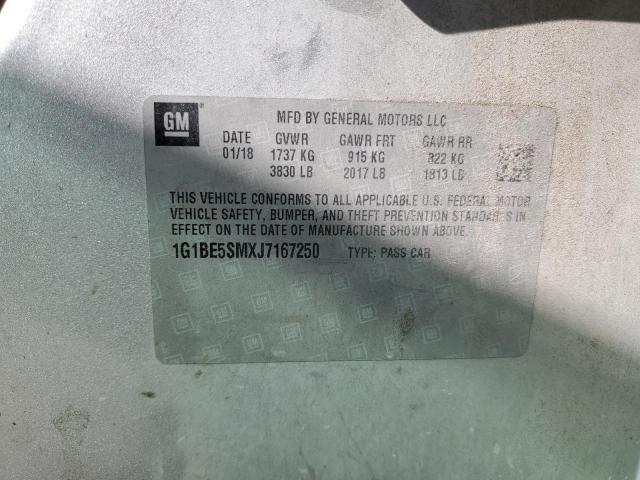 GM
MFD BY GENERAL MOTORS LLC
DATE GVWR GAWR FRT GAWR RR
01/18 1737 KG 915 KG 822 KG
3830 LB 2017 LB 1813 LB
THIS VEHICLE CONFORMS TO ALL APPLICABLE U.S. FEDERAL MOTOR
VEHICLE SAFETY, BUMPER, AND THEFT PREVENTION STANDARDS IN
EFFECT ON THE DATE OF MANUFACTURE SHOWN ABOVE.
1G1BE5SMXJ7167250 TYPE: PASS CAR